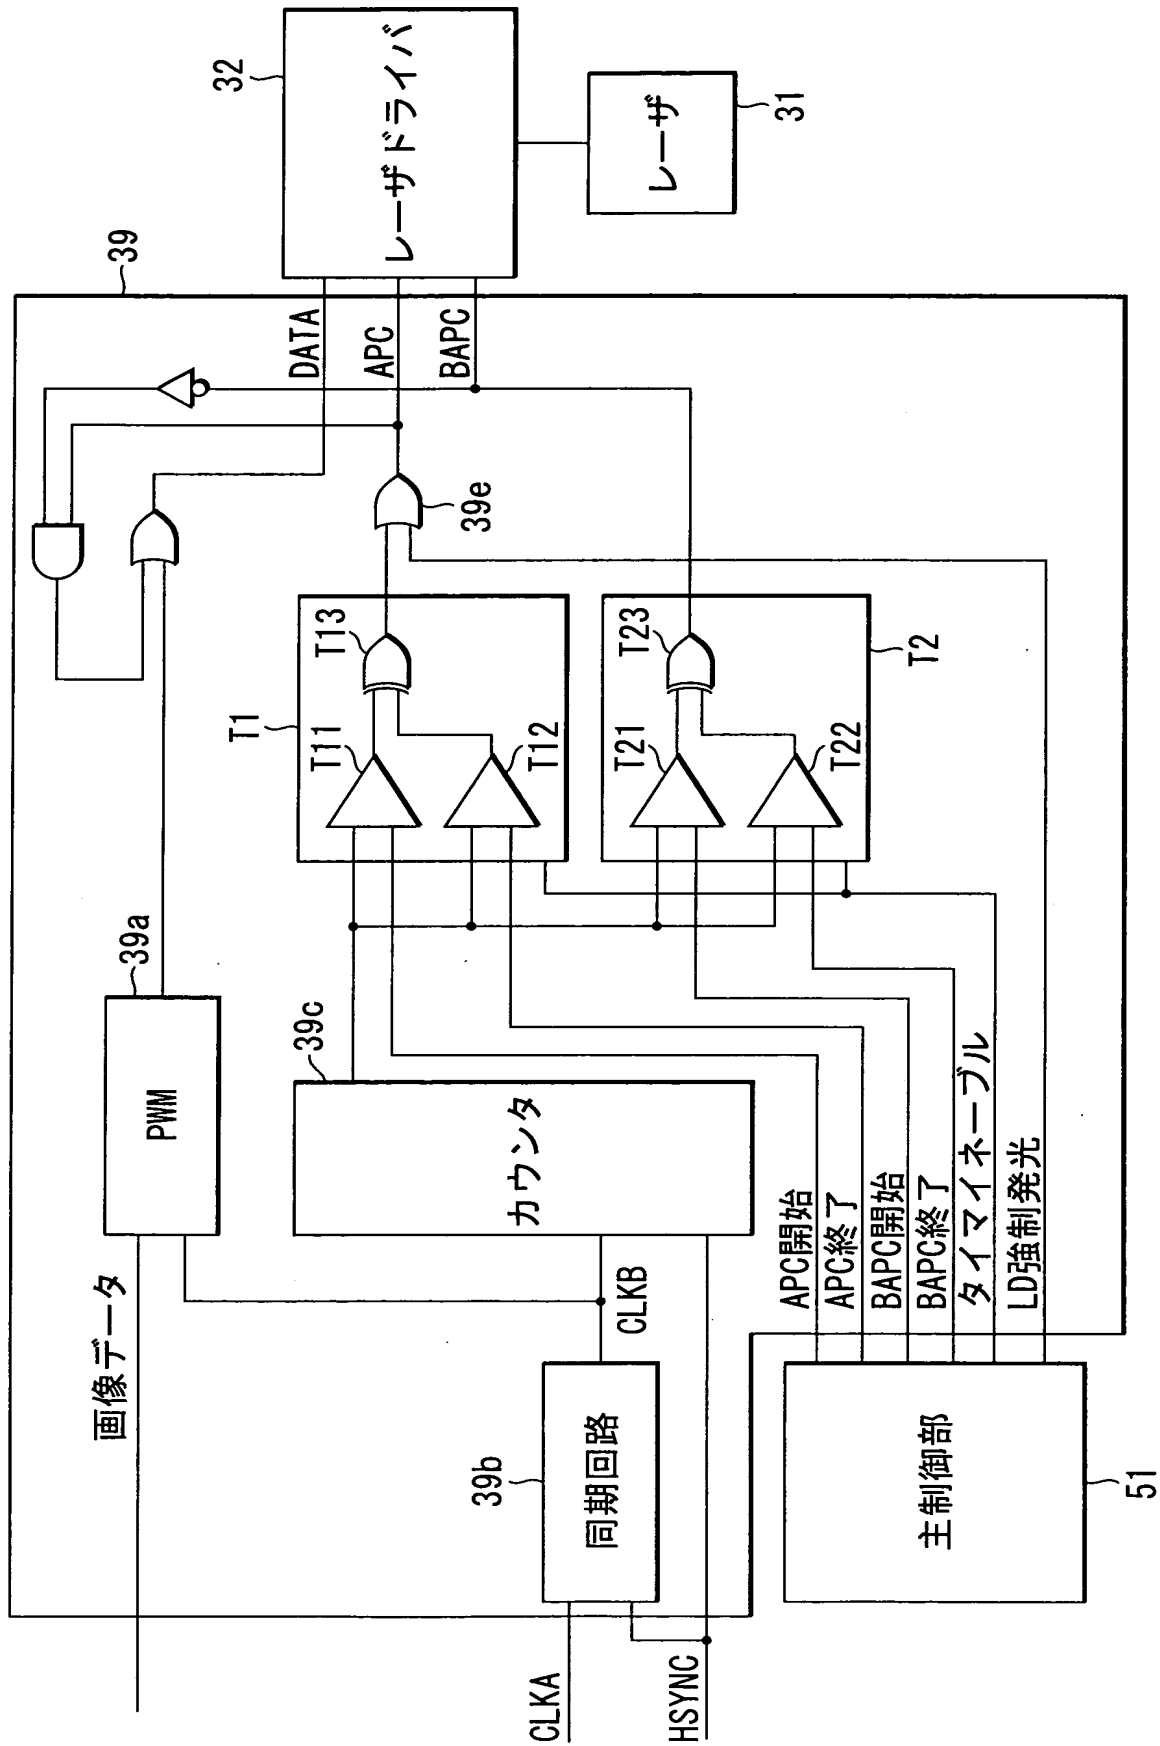 画像データ
PWM
39a
39
DATA
APC
BAPC
32
レーザドライバ
レーザ
31
39e
T1
T11
T12
T13
T2
T21
T22
T23
39c
カウンタ
CLKB
39b
同期回路
CLKA
HSYNC
APC開始
APC終了
BAPC開始
BAPC終了
タイマイネーブル
LD強制発光
主制御部
51